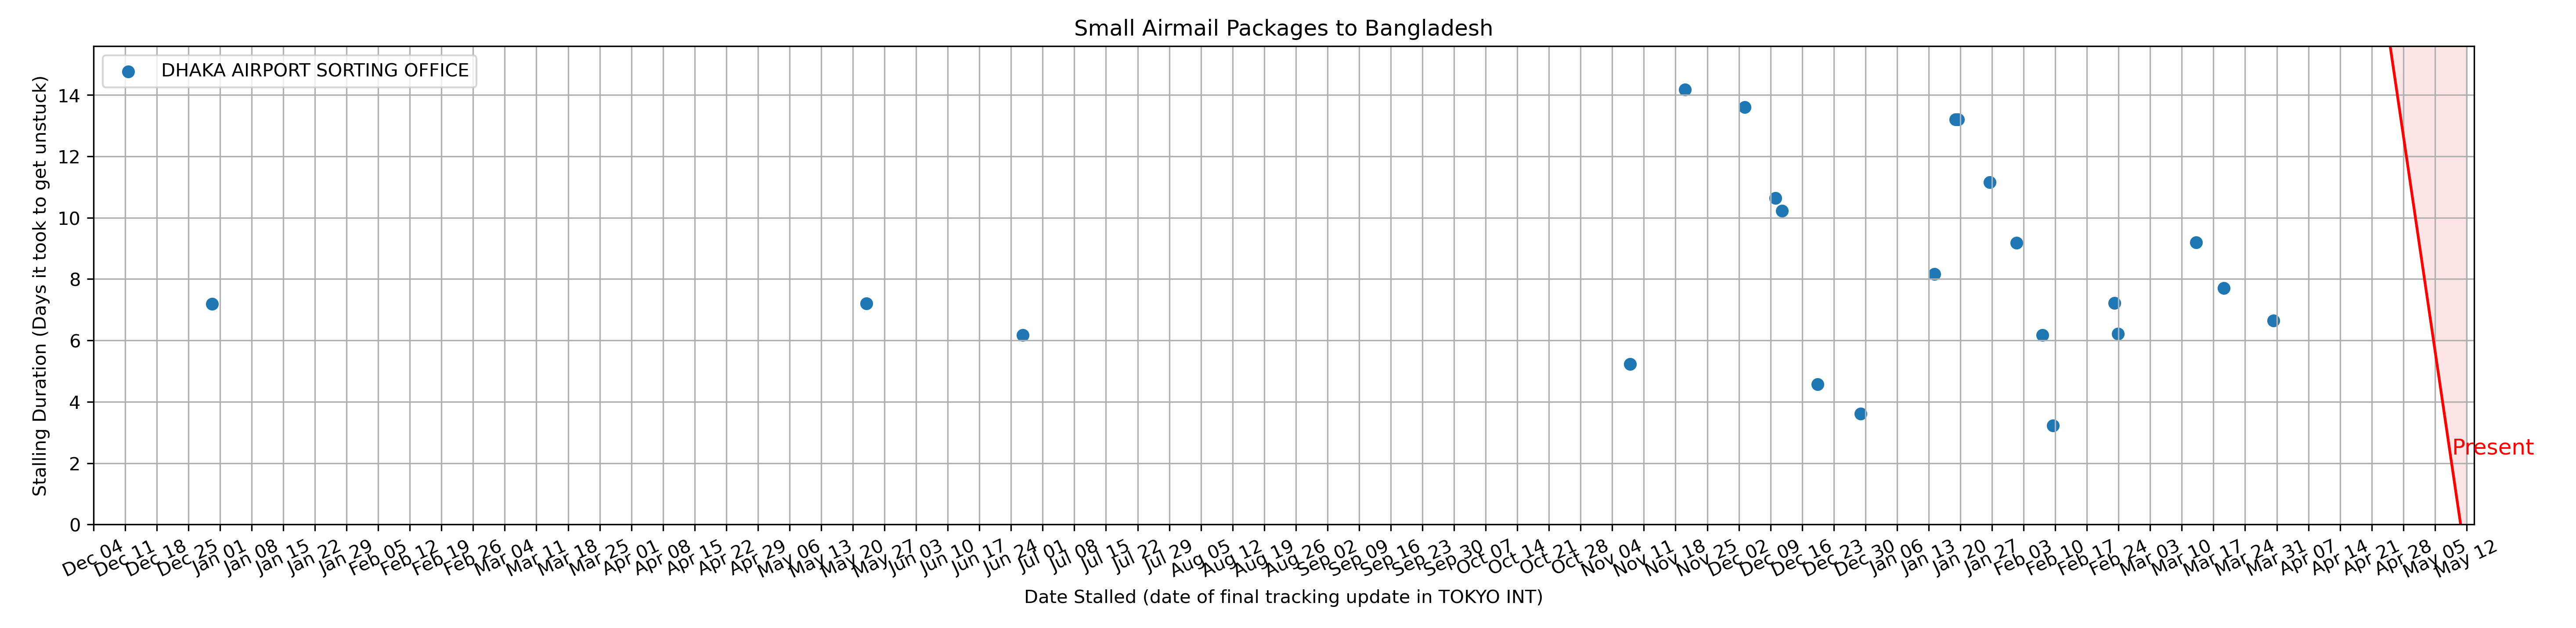 Small Airmail Packages to Bangladesh
DHAKA AIRPORT SORTING OFFICE
Stalling Duration (Days it took to get unstuck)
14
12
10
8
6
4
2
0
Present
Dec 04 Dec 11 Dec 18 Dec 25 Jan 01 Jan 08 Jan 15 Jan 22 Jan 29 Feb 05 Feb 12 Feb 19 Feb 26 Mar 04 Mar 11 Mar 18 Mar 25 Apr 01 Apr 08 Apr 15 Apr 22 Apr 29 May 06 May 13 May 20 May 27 Jun 03 Jun 10 Jun 17 Jun 24 Jul 01 Jul 08 Jul 15 Jul 22 Jul 29 Aug 05 Aug 12 Aug 19 Aug 26 Sep 02 Sep 09 Sep 16 Sep 23 Sep 30 Oct 07 Oct 14 Oct 21 Oct 28 Nov 04 Nov 11 Nov 18 Nov 25 Dec 02 Dec 09 Dec 16 Dec 23 Dec 30 Jan 06 Jan 13 Jan 20 Jan 27 Feb 03 Feb 10 Feb 17 Feb 24 Mar 03 Mar 10 Mar 17 Mar 24 Mar 31 Apr 07 Apr 14 Apr 21 Apr 28 May 05 May 12
Date Stalled (date of final tracking update in TOKYO INT)